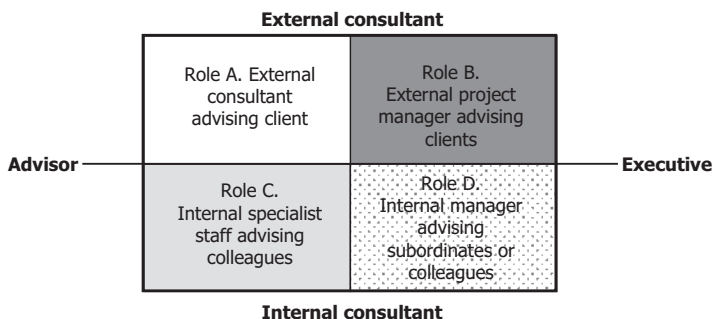 External consultant
Role A. External
consultant
advising client
Role B.
External project
manager advising
clients
Advisor
Executive
Role C.
Internal specialist
staff advising
colleagues
Role D.
Internal manager
advising
subordinates or
colleagues
Internal consultant